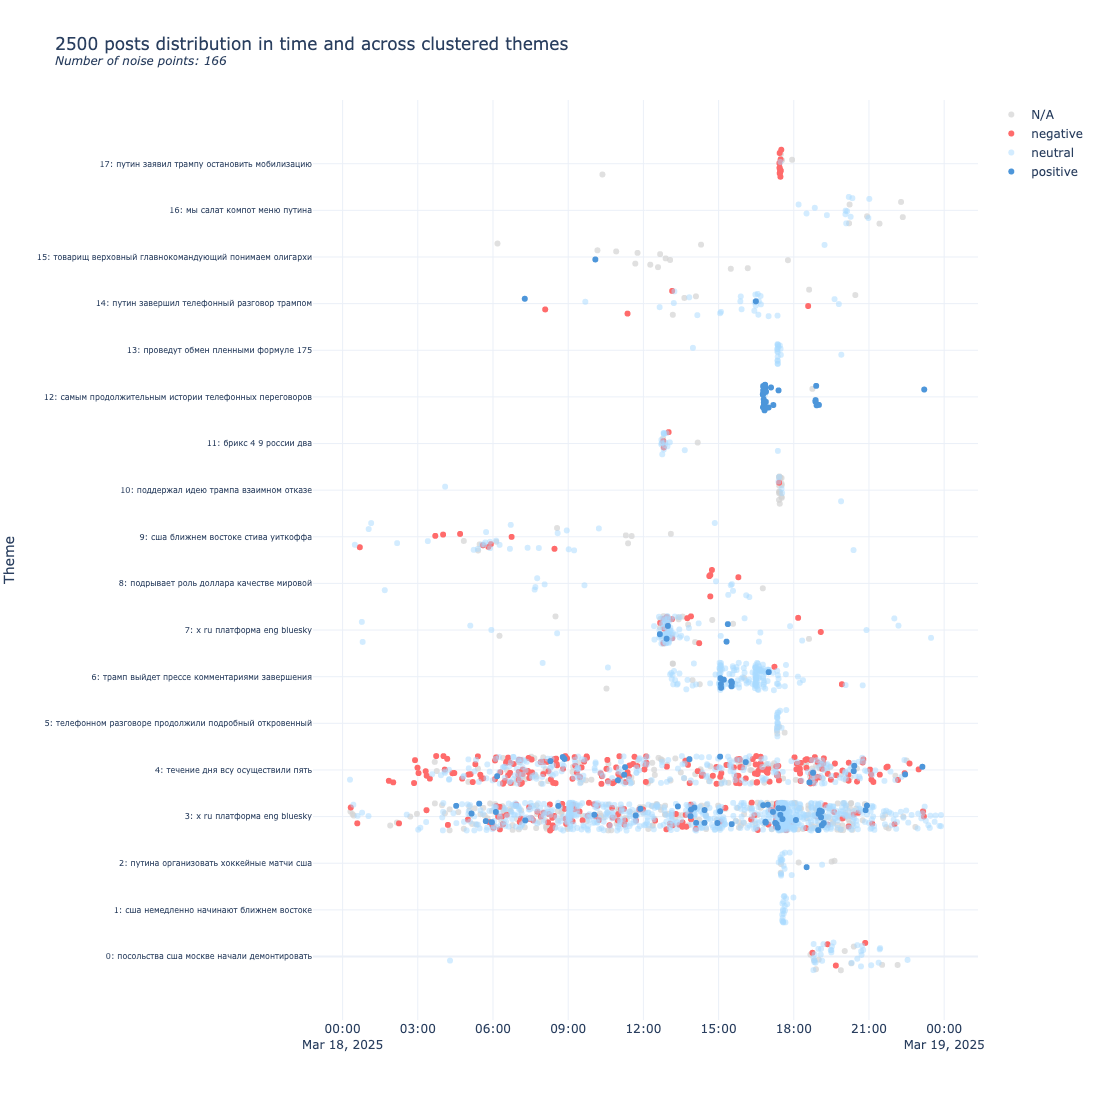 2500 posts distribution in time and across clustered themes
Number of noise points: 166
N/A
negative
neutral
positive
Theme
17: путин заявил трампу остановить мобилизацию
16: мы салат компот меню путина
15: товарищ верховный главнокомандующий понимаем олигархи
14: путин завершил телефонный разговор трампом
13: проведут обмен пленными формуле 175
12: самым продолжительным истории телефонных переговоров
11: брикс 4 9 россии два
10: поддержал идею трампа взаимном отказе
9: сша ближнем востоке стива уиткоффа
8: подрывает роль доллара качестве мировой
7: x ru платформа eng bluesky
6: трамп выйдет прессе комментариями завершения
5: телефонном разговоре продолжили подробный откровенный
4: течение дня всу осуществили пять
3: x ru платформа eng bluesky
2: путина организовать хоккейные матчи сша
1: сша немедленно начинают ближнем востоке
0: посольства сша москве начали демонтировать
00:00 03:00 06:00 09:00 12:00 15:00 18:00 21:00 00:00
Mar 18, 2025 Mar 19, 2025